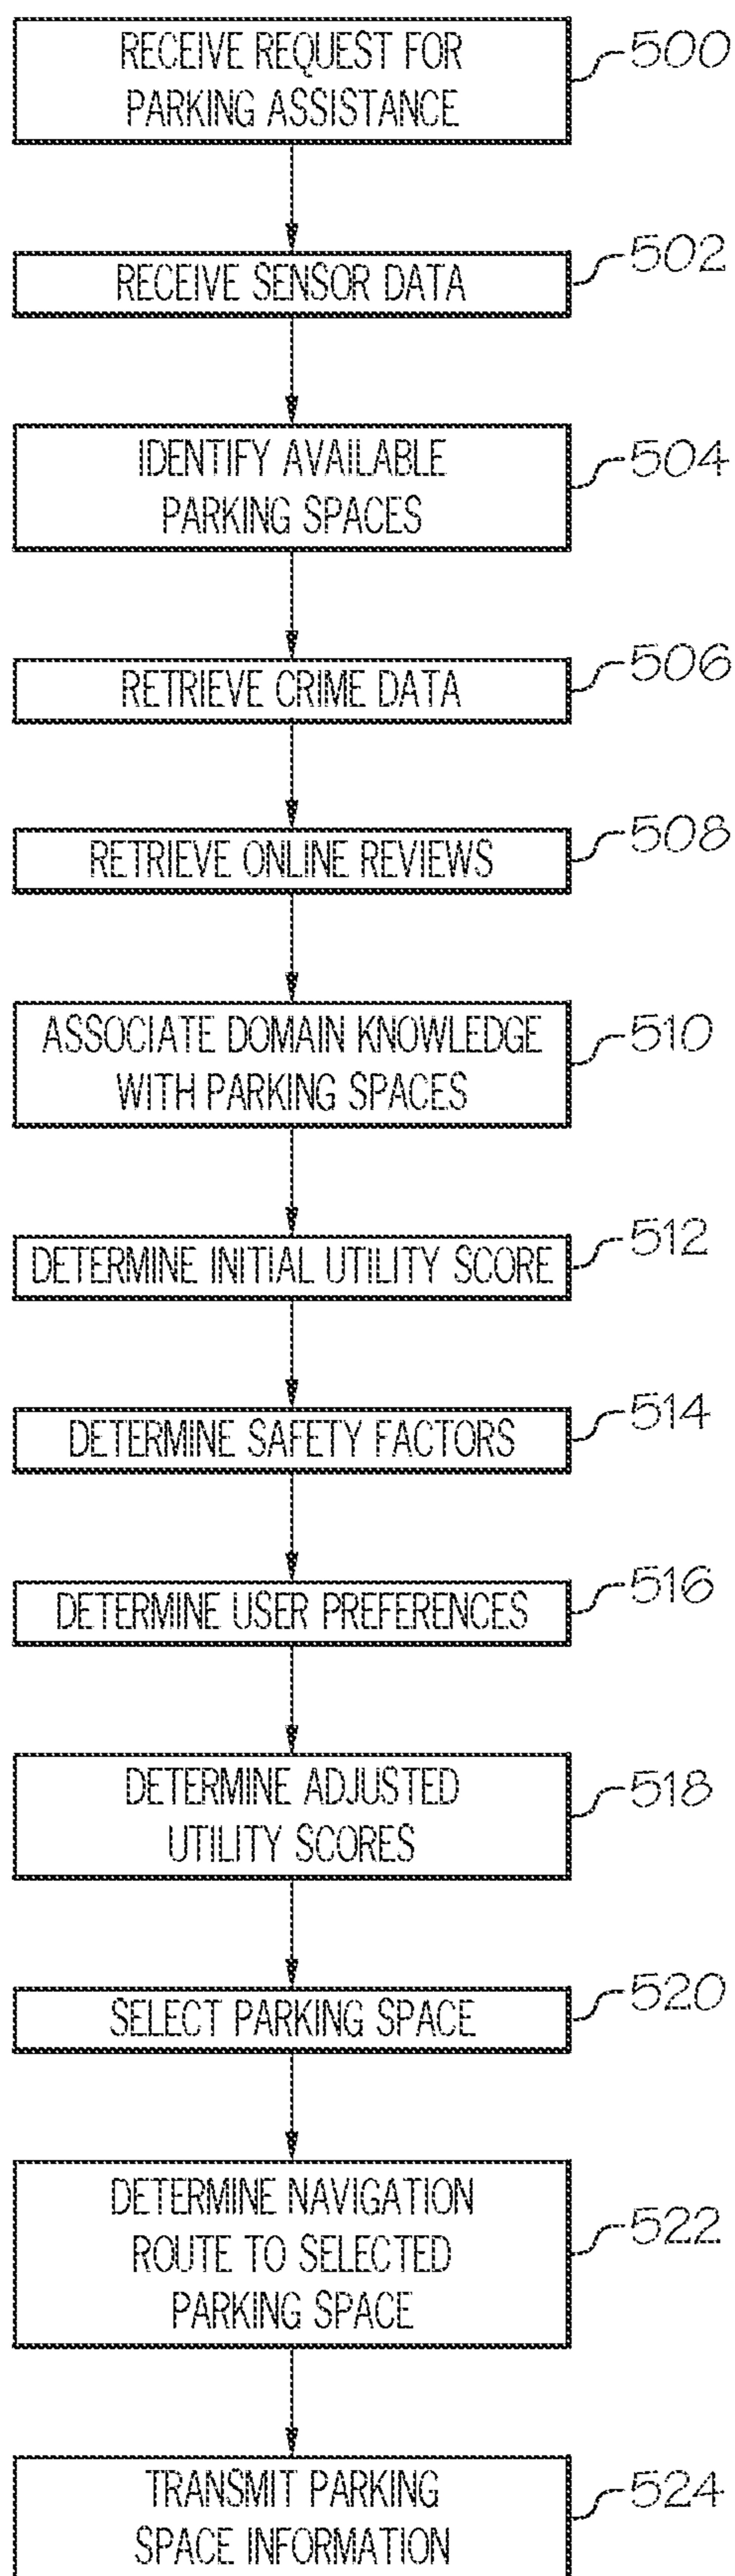 RECEIVE REQUEST FOR
PARKING ASSISTANCE
500
RECEIVE SENSOR DATA
502
IDENTIFY AVAILABLE
PARKING SPACES
504
RETRIEVE CRIME DATA
506
RETRIEVE ONLINE REVIEWS
508
ASSOCIATE DOMAIN KNOWLEDGE
WITH PARKING SPACES
510
DETERMINE INITIAL UTILITY SCORE
512
DETERMINE SAFETY FACTORS
514
DETERMINE USER PREFERENCES
516
DETERMINE ADJUSTED
UTILITY SCORES
518
SELECT PARKING SPACE
520
DETERMINE NAVIGATION
ROUTE TO SELECTED
PARKING SPACE
522
TRANSMIT PARKING
SPACE INFORMATION
524